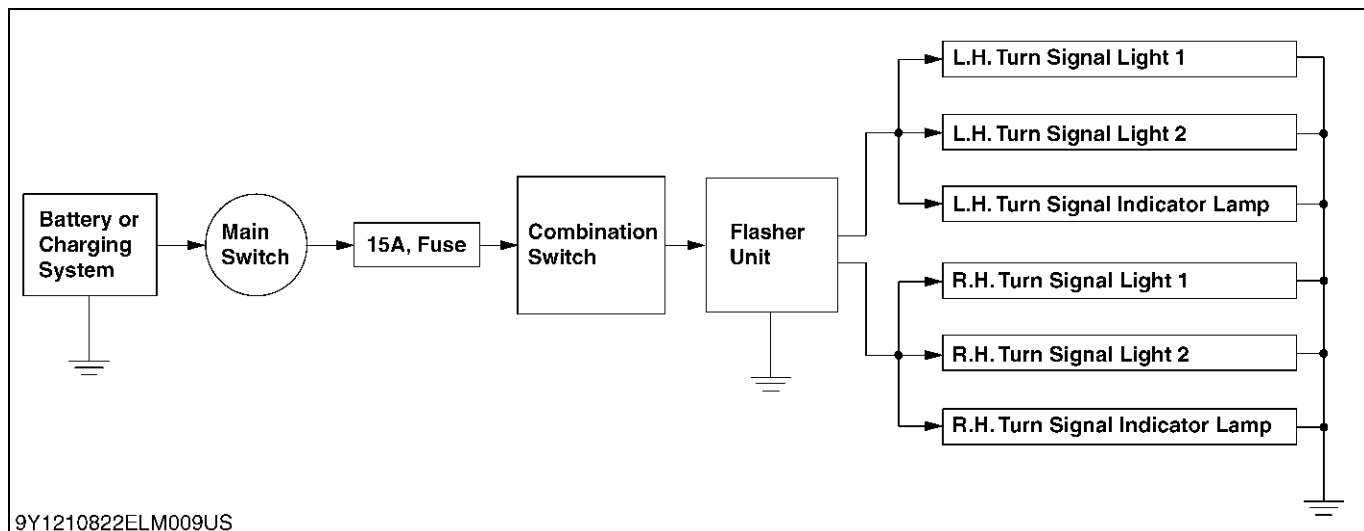 Battery or
Charging
System
Main
Switch
15A, Fuse
Combination
Switch
Flasher
Unit
L.H. Turn Signal Light 1
L.H. Turn Signal Light 2
L.H. Turn Signal Indicator Lamp
R.H. Turn Signal Light 1
R.H. Turn Signal Light 2
R.H. Turn Signal Indicator Lamp
9Y1210822ELM009US